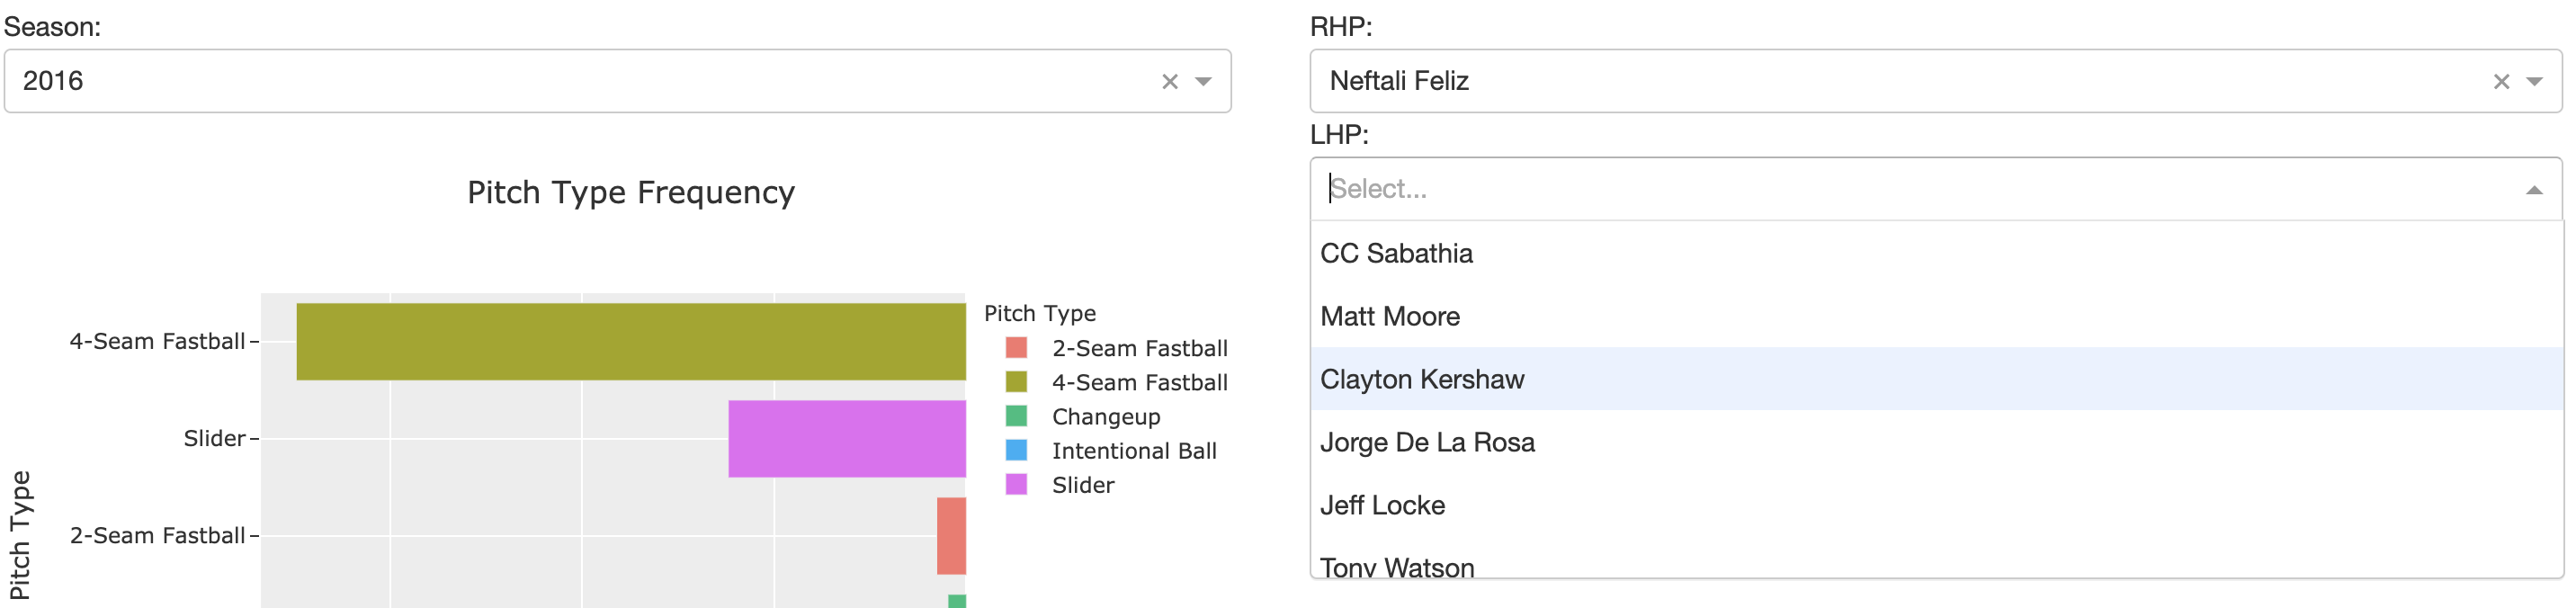 Season:
2016
RHP:
Neftali Feliz
LHP:
Select...
CC Sabathia
Matt Moore
Clayton Kershaw
Jorge De La Rosa
Jeff Locke
Tony Watson
Pitch Type Frequency
Pitch Type
4-Seam Fastball
Slider
2-Seam Fastball
Pitch Type
2-Seam Fastball
4-Seam Fastball
Changeup
Intentional Ball
Slider